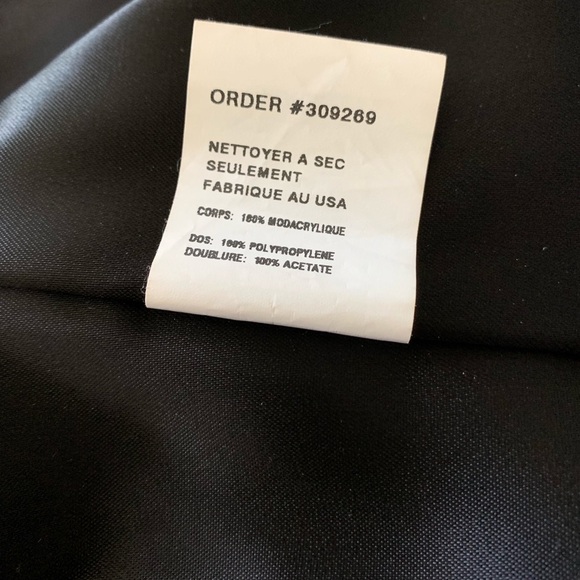 ORDER #309269
NETTOYER A SEC
SEULEMENT
FABRIQUE AU USA
CORPS: 100% MODACRYLIQUE
DOS: 100% POLYPROPYLENE
DOUBLURE: 100% ACETATE